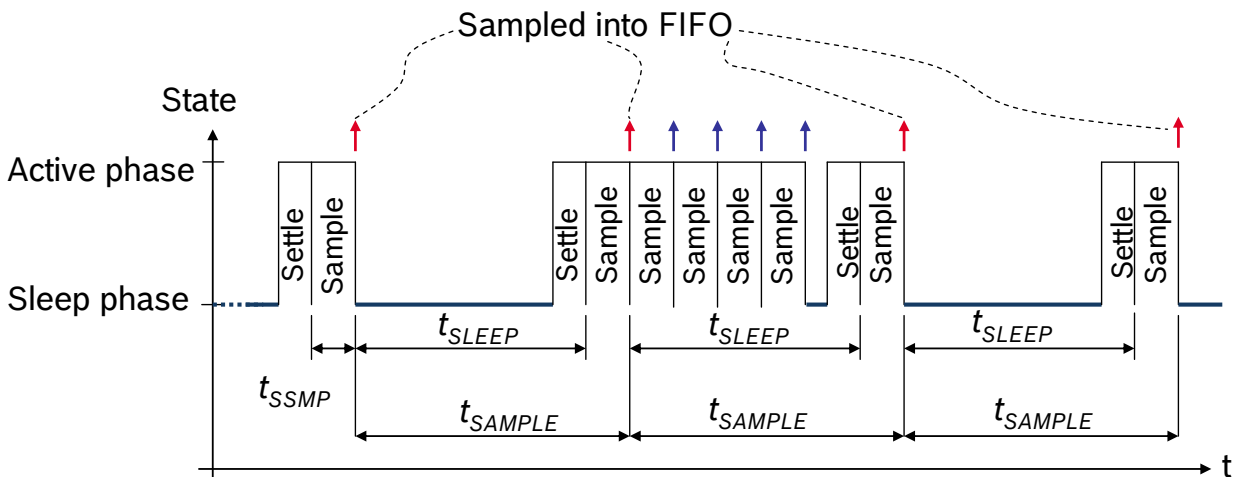 Sampled into FIFO
State
Active phase
Settle
Sample
Settle
Sample
Sample
Sample
Sample
Sample
Settle
Sample
Settle
Sample
Sleep phase
tSLEEP
tSLEEP
tSLEEP
tSSMP
tSAMPLE
tSAMPLE
tSAMPLE
t